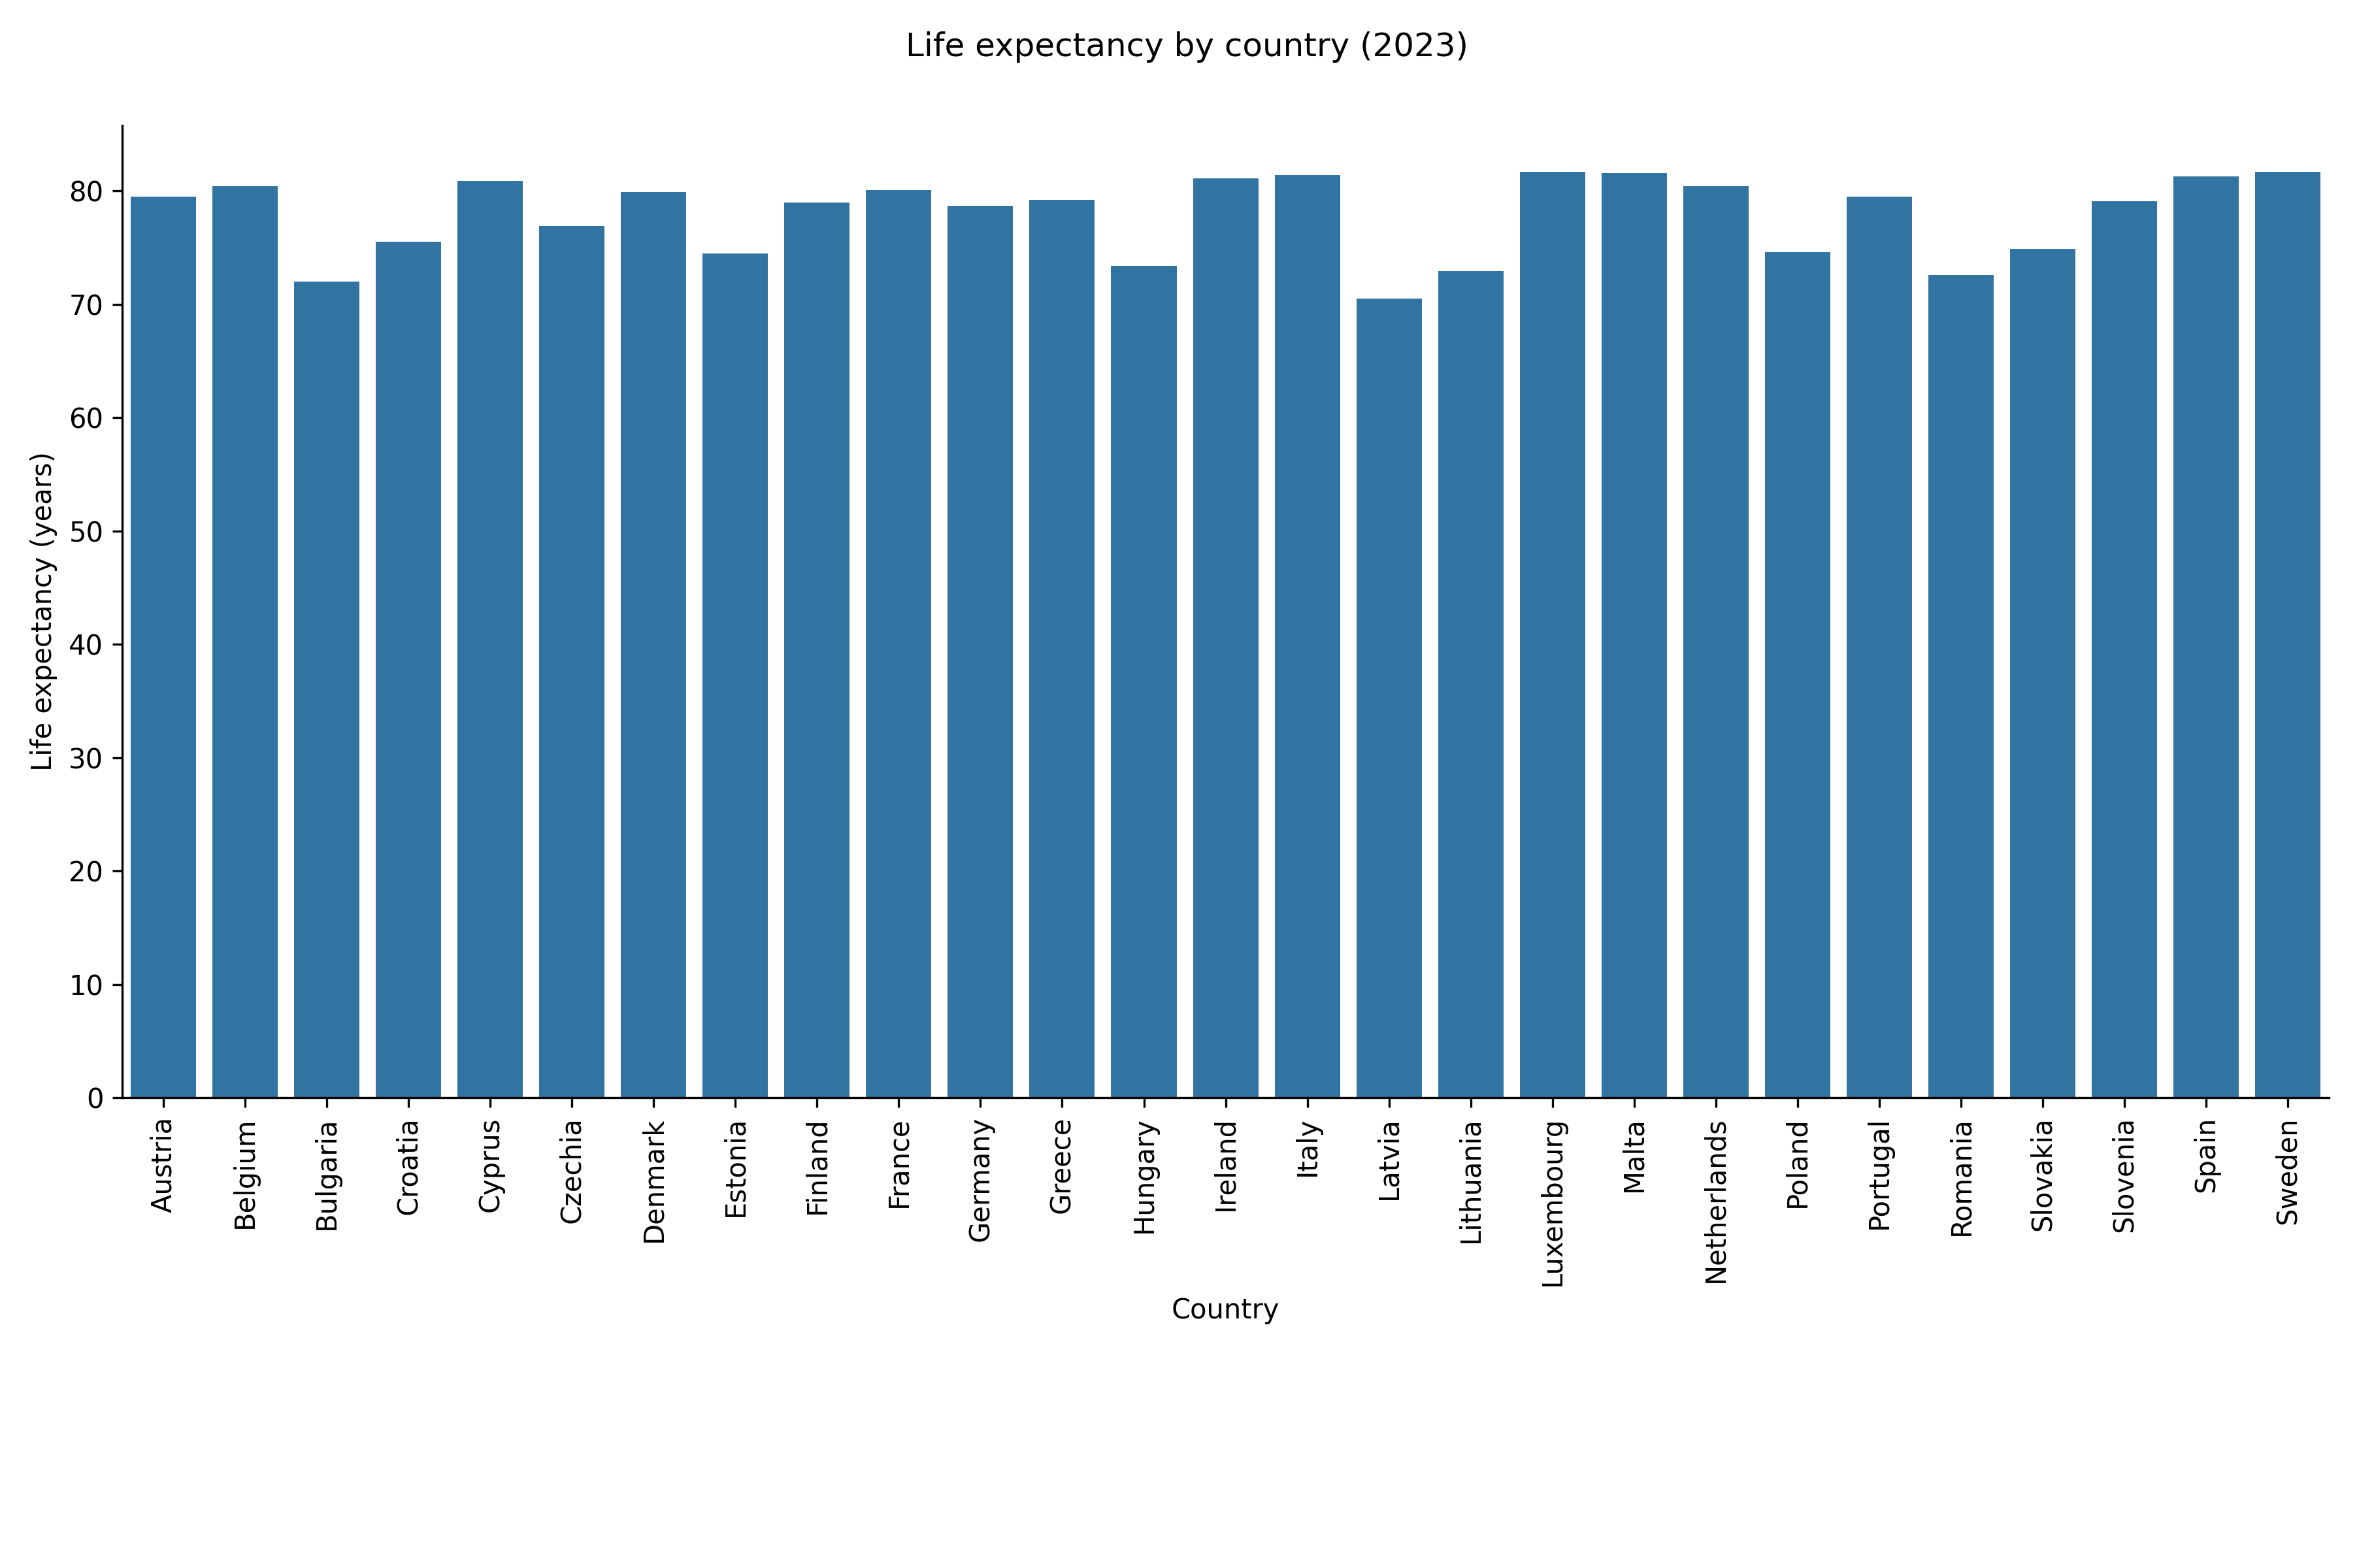 Life expectancy by country (2023)
Life expectancy (years)
80
70
60
50
40
30
20
10
0
Austria
Belgium
Bulgaria
Croatia
Cyprus
Czechia
Denmark
Estonia
Finland
France
Germany
Greece
Hungary
Ireland
Italy
Latvia
Lithuania
Luxembourg
Malta
Netherlands
Poland
Portugal
Romania
Slovakia
Slovenia
Spain
Sweden
Country